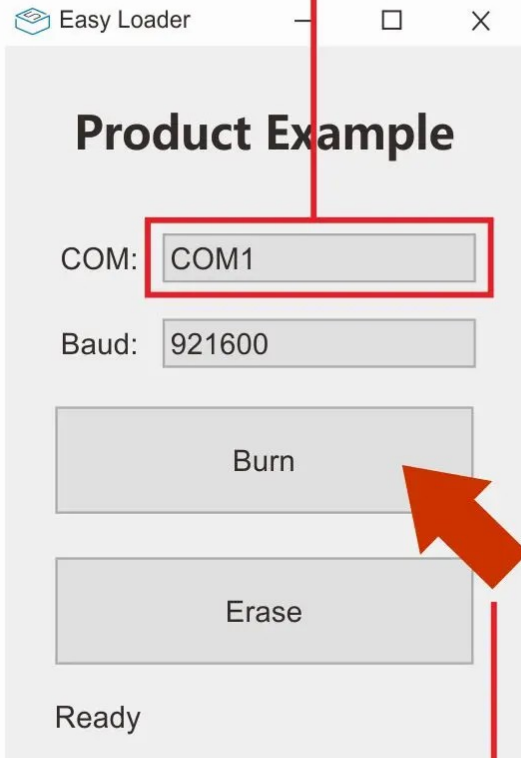 Easy Loader
Product Example
COM: COM1
Baud: 921600
Burn
Erase
Ready